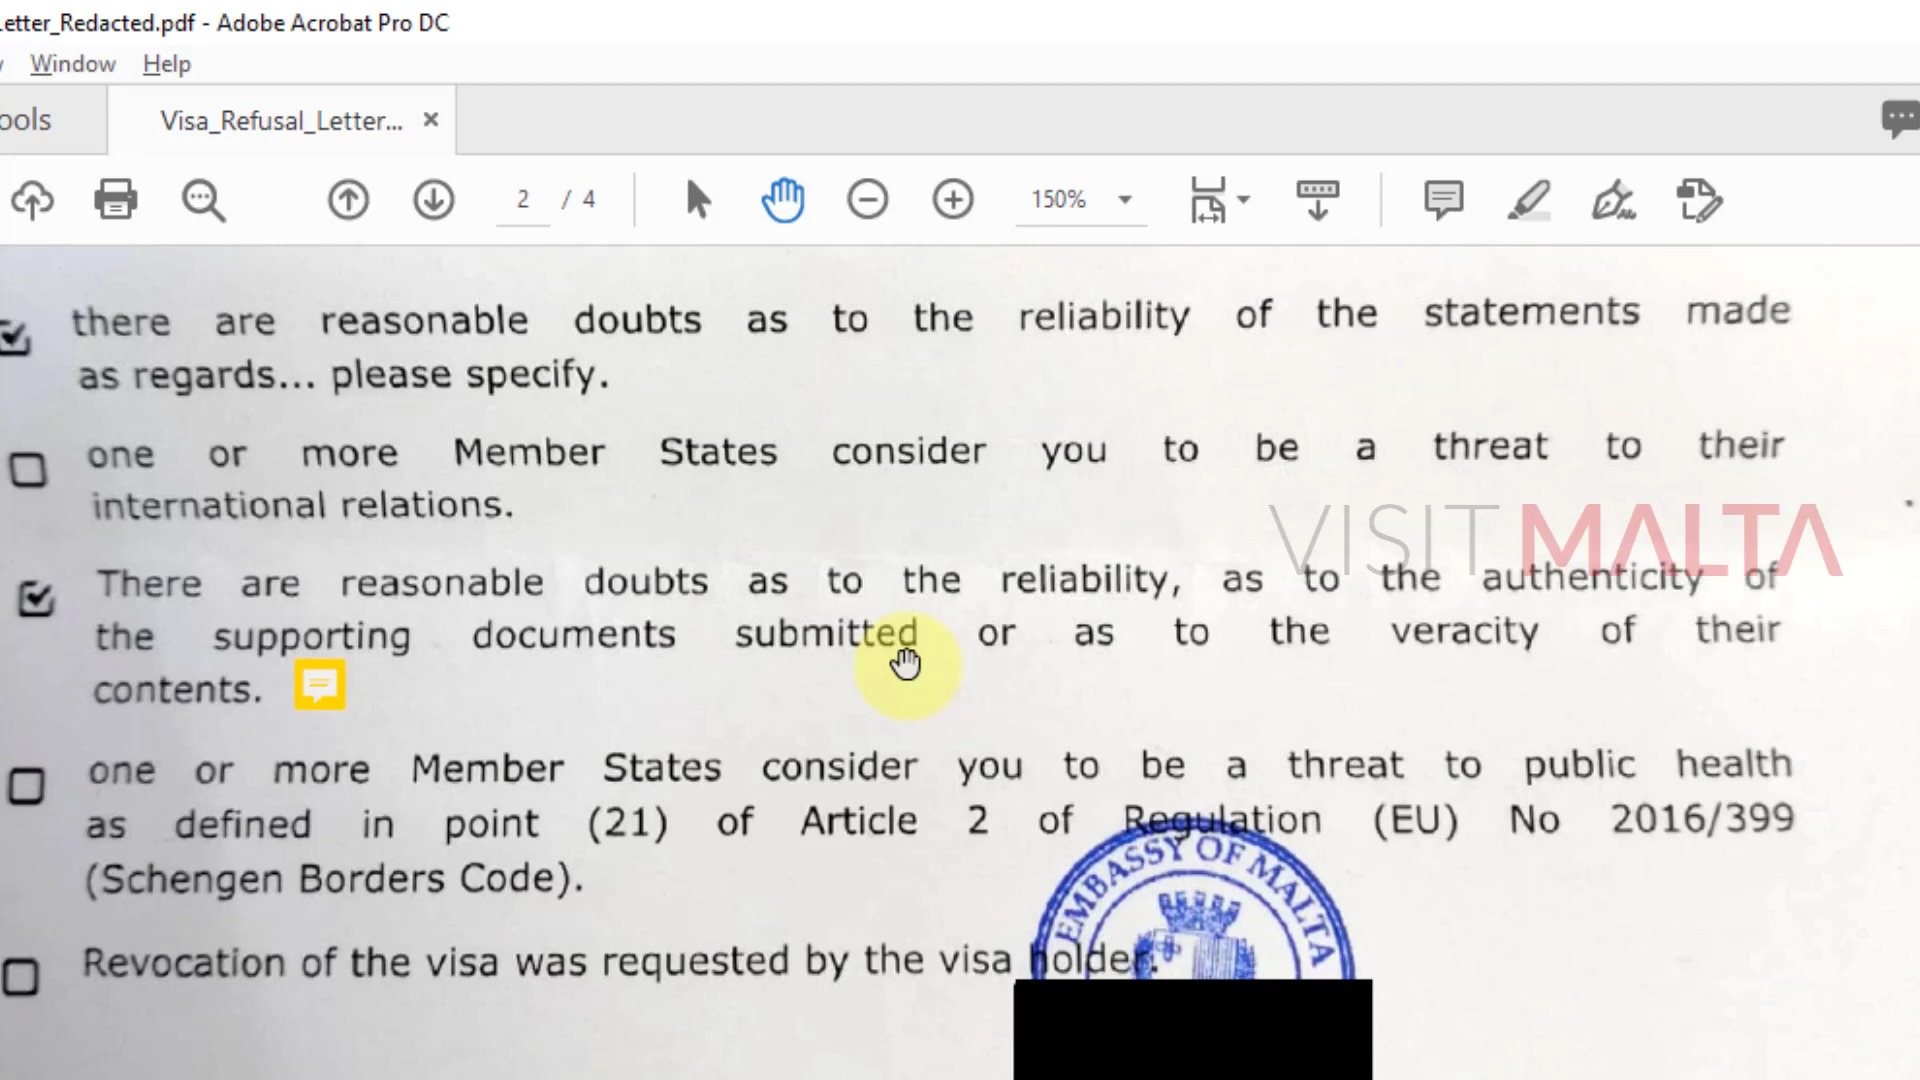 etter_Redacted.pdf - Adobe Acrobat Pro DC
Window Help
ools
Visa_Refusal_Letter... ×
2 / 4
150%
there are reasonable doubts as to the reliability of the statements made
as regards... please specify.
one or more Member States consider you to be a threat to their
international relations.
VISIT MALTA
There are reasonable doubts as to the reliability, as to the authenticity of
the supporting documents submitted or as to the veracity of their
contents.
one or more Member States consider you to be a threat to public health
as defined in point (21) of Article 2 of Regulation (EU) No 2016/399
(Schengen Borders Code).
EMBASSY OF MALTA
Revocation of the visa was requested by the visa holder.